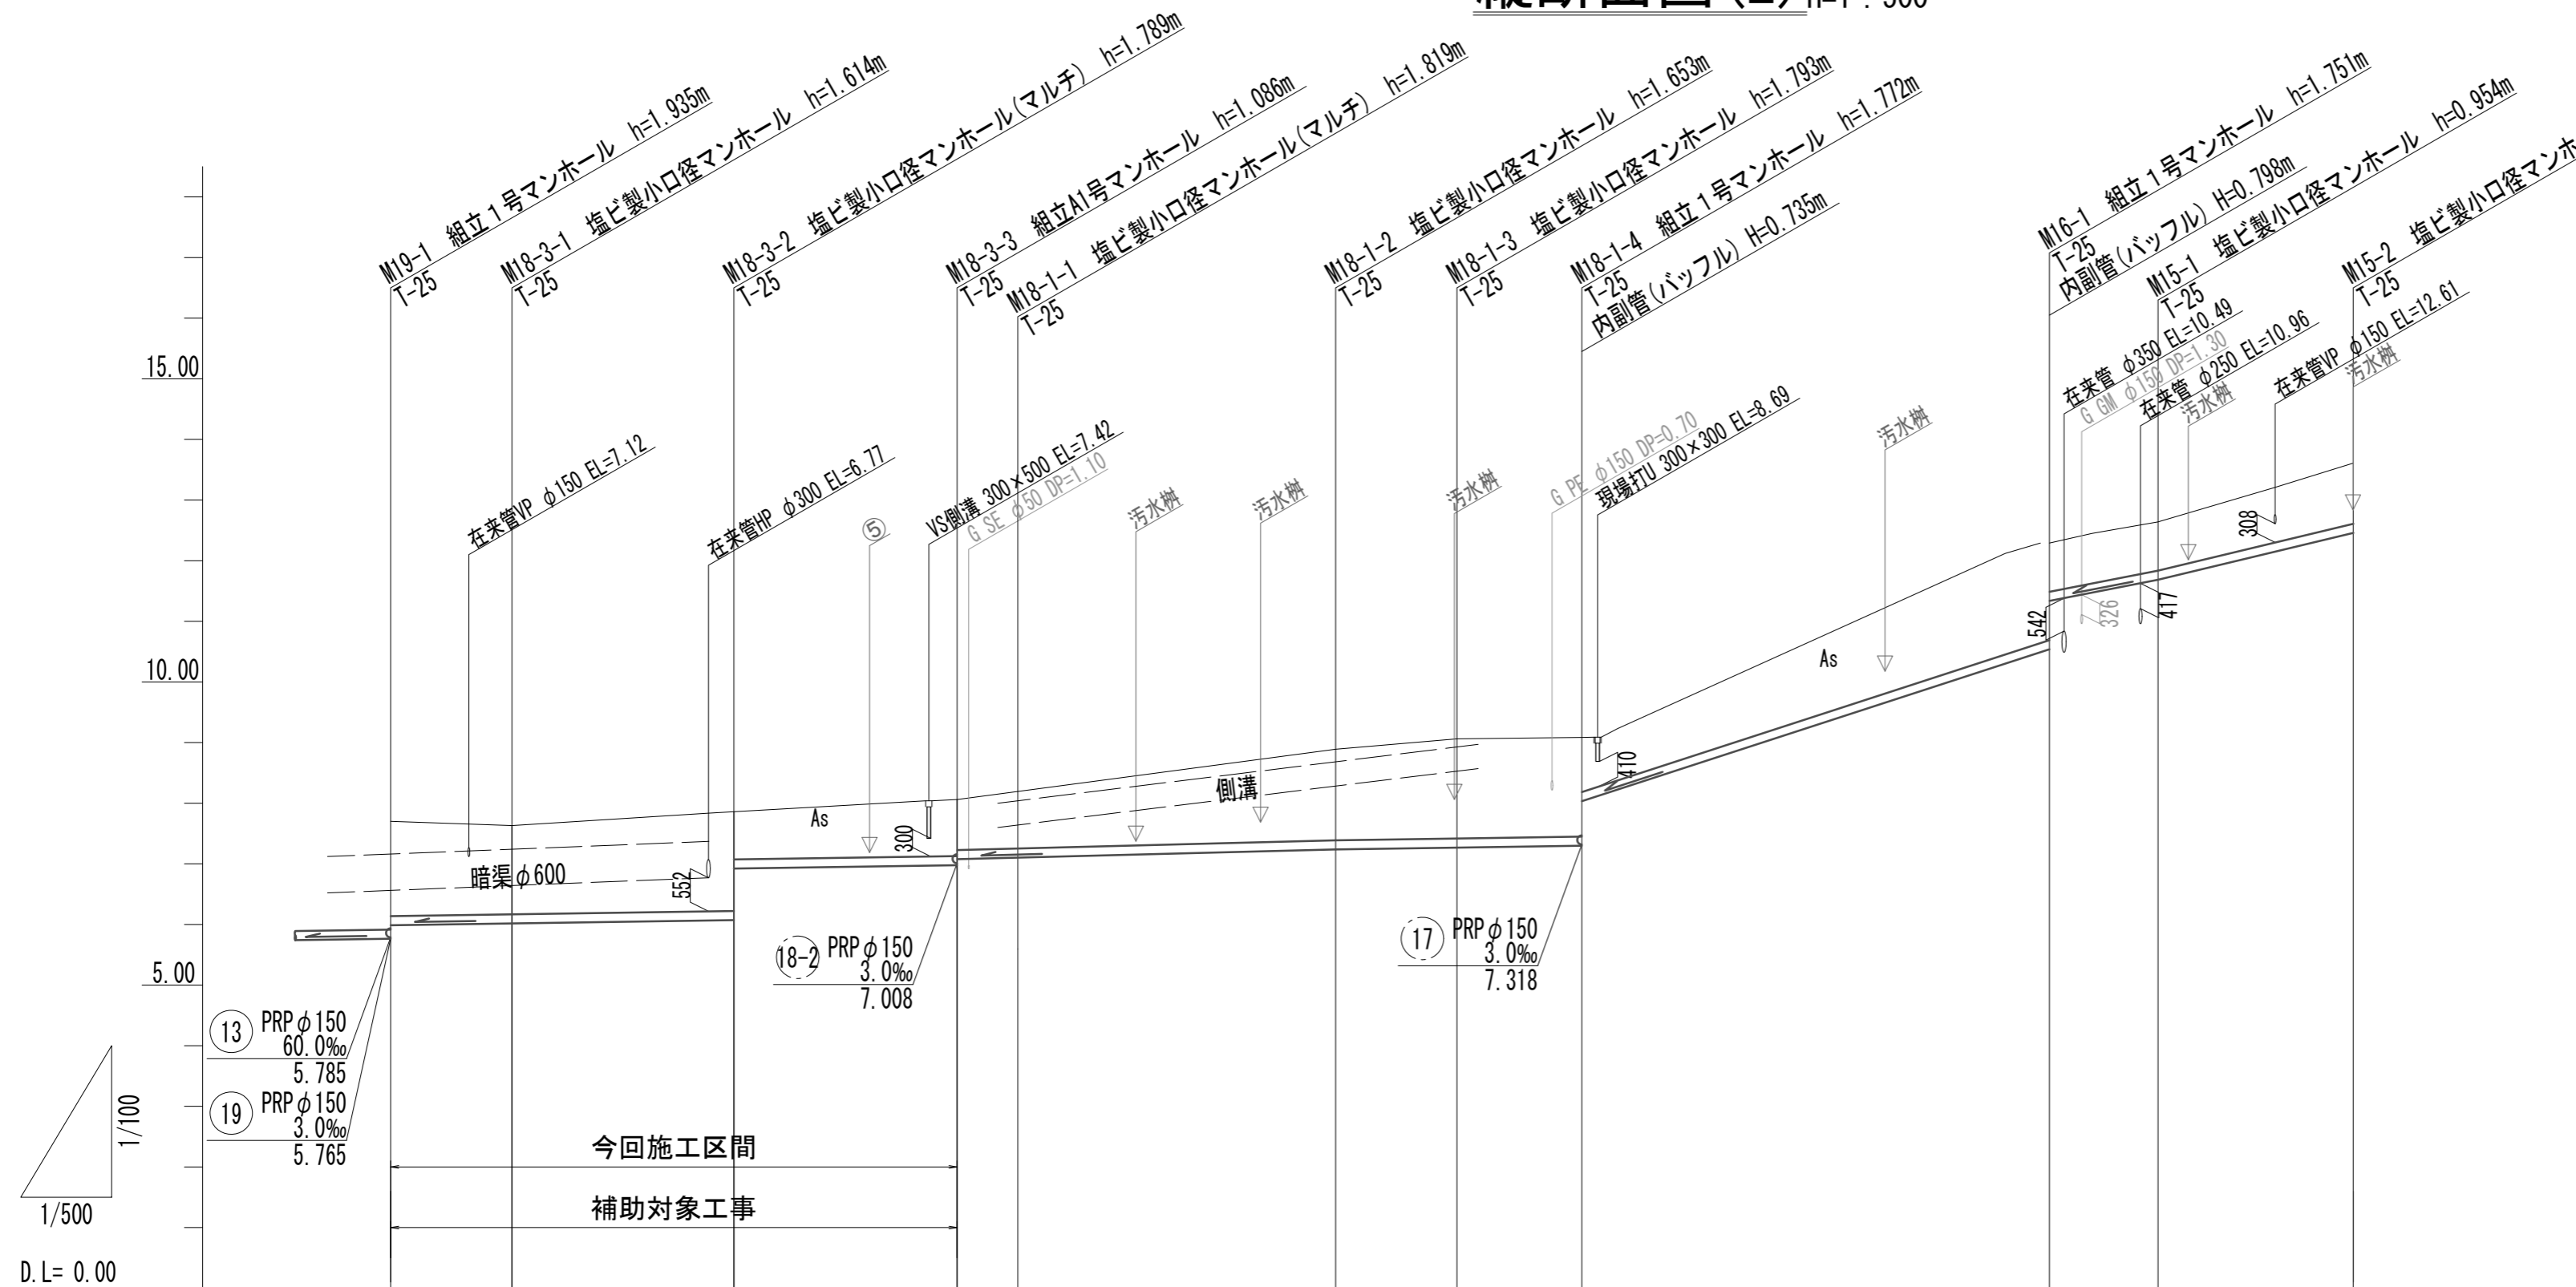 縦断面図(2) h=1:500
M19-1 組立１号マンホール h=1.935m
T-25
M18-3-1 塩ビ製小口径マンホール h=1.614m
T-25
M18-3-2 塩ビ製小口径マンホール(マルチ) h=1.789m
T-25
M18-3-3 組立A1号マンホール h=1.086m
T-25
M18-1-1 塩ビ製小口径マンホール(マルチ) h=1.819m
T-25
M18-1-2 塩ビ製小口径マンホール h=1.653m
T-25
M18-1-3 塩ビ製小口径マンホール h=1.793m
T-25
M18-1-4 組立１号マンホール h=1.772m
T-25
内副管(バッフル) H=0.735m
M16-1 組立１号マンホール h=1.751m
T-25
内副管(バッフル) H=0.798m
M15-1 塩ビ製小口径マンホール h=0.954m
T-25
M15-2 塩ビ製小口径マンホ
T-25
在来管VP φ150 EL=7.12
在来管HP φ300 EL=6.77
⑤
VS側溝 300×500 EL=7.42
G SE φ50 DP=1.10
汚水桝
汚水桝
汚水桝
G PE φ150 DP=0.70
現場打U 300×300 EL=8.69
汚水桝
在来管 φ350 EL=10.49
G GM φ150 DP=1.30
在来管 φ250 EL=10.96
汚水桝
在来管VP φ150 EL=12.61
汚水桝
15.00
10.00
5.00
308
542
326
417
As
410
側溝
As
300
暗渠φ600
552
18-2 PRPφ150
3.0‰
7.008
17 PRPφ150
3.0‰
7.318
13 PRPφ150
60.0‰
5.785
19 PRPφ150
3.0‰
5.765
1/100
1/500
今回施工区間
補助対象工事
D.L= 0.00